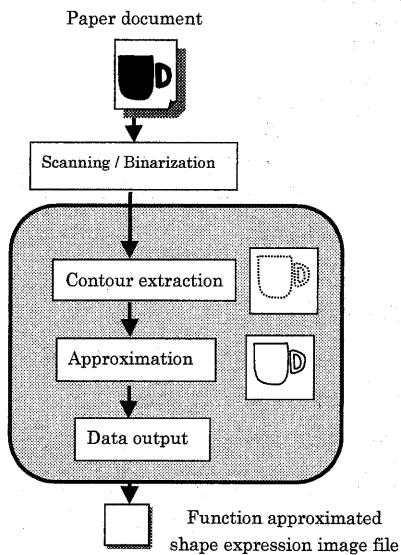 Paper document
Scanning / Binarization
Contour extraction
Approximation
Data output
Function approximated
shape expression image file